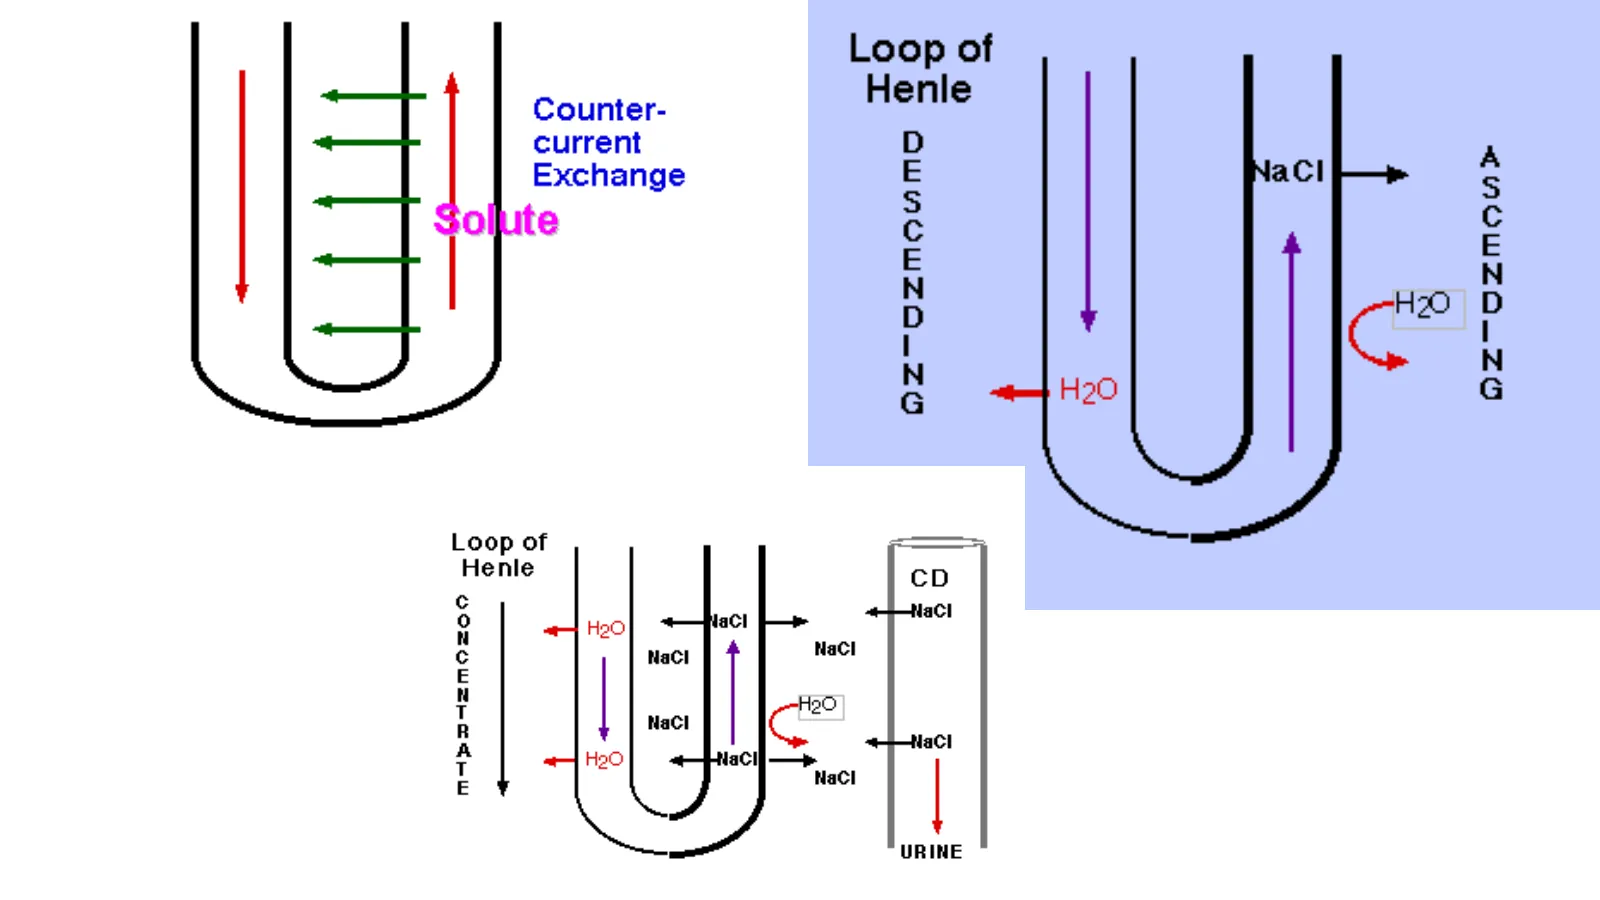 Counter-
current
Exchange
Solute
Loop of
Henle
DESCENDING
NaCl
H2O
H2O
ASCENDING
Loop of
Henle
CONCENTRATE
H2O
NaCl
NaCl
NaCl
H2O
NaCl
NaCl
H2O
NaCl
CD
NaCl
NaCl
URINE